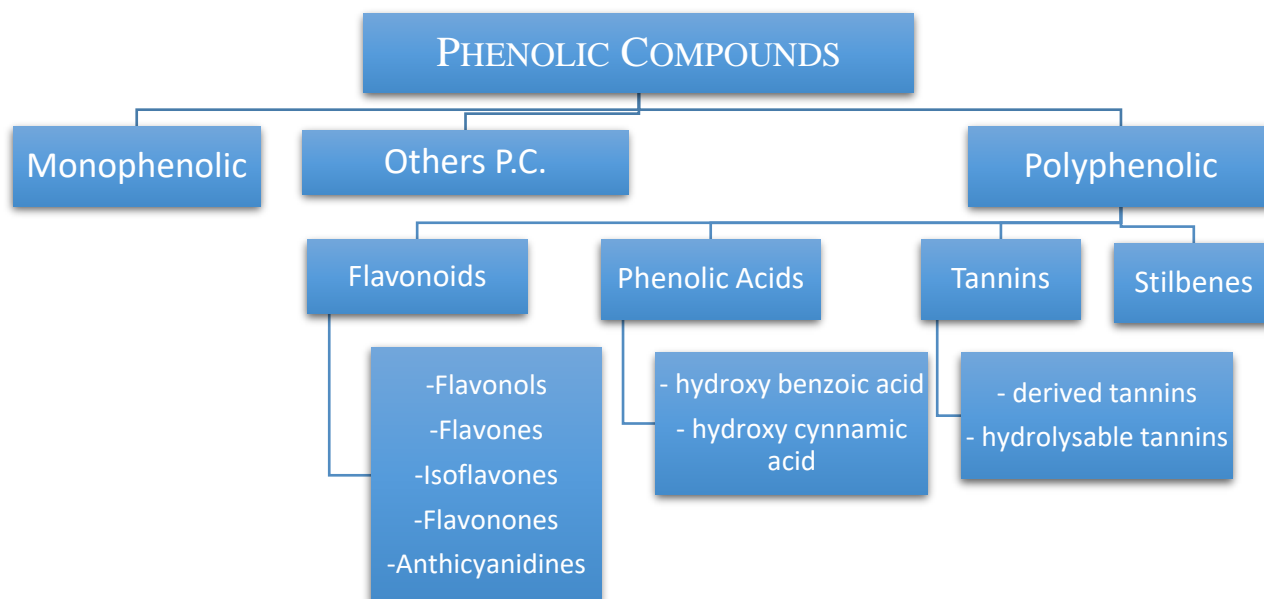 PHENOLIC COMPOUNDS
Monophenolic
Others P.C.
Polyphenolic
Flavonoids
Phenolic Acids
Tannins
Stilbenes
-Flavonols
-Flavones
-Isoflavones
-Flavonones
-Anthicyanidines
- hydroxy benzoic acid
- hydroxy cynnamic
acid
- derived tannins
- hydrolysable tannins